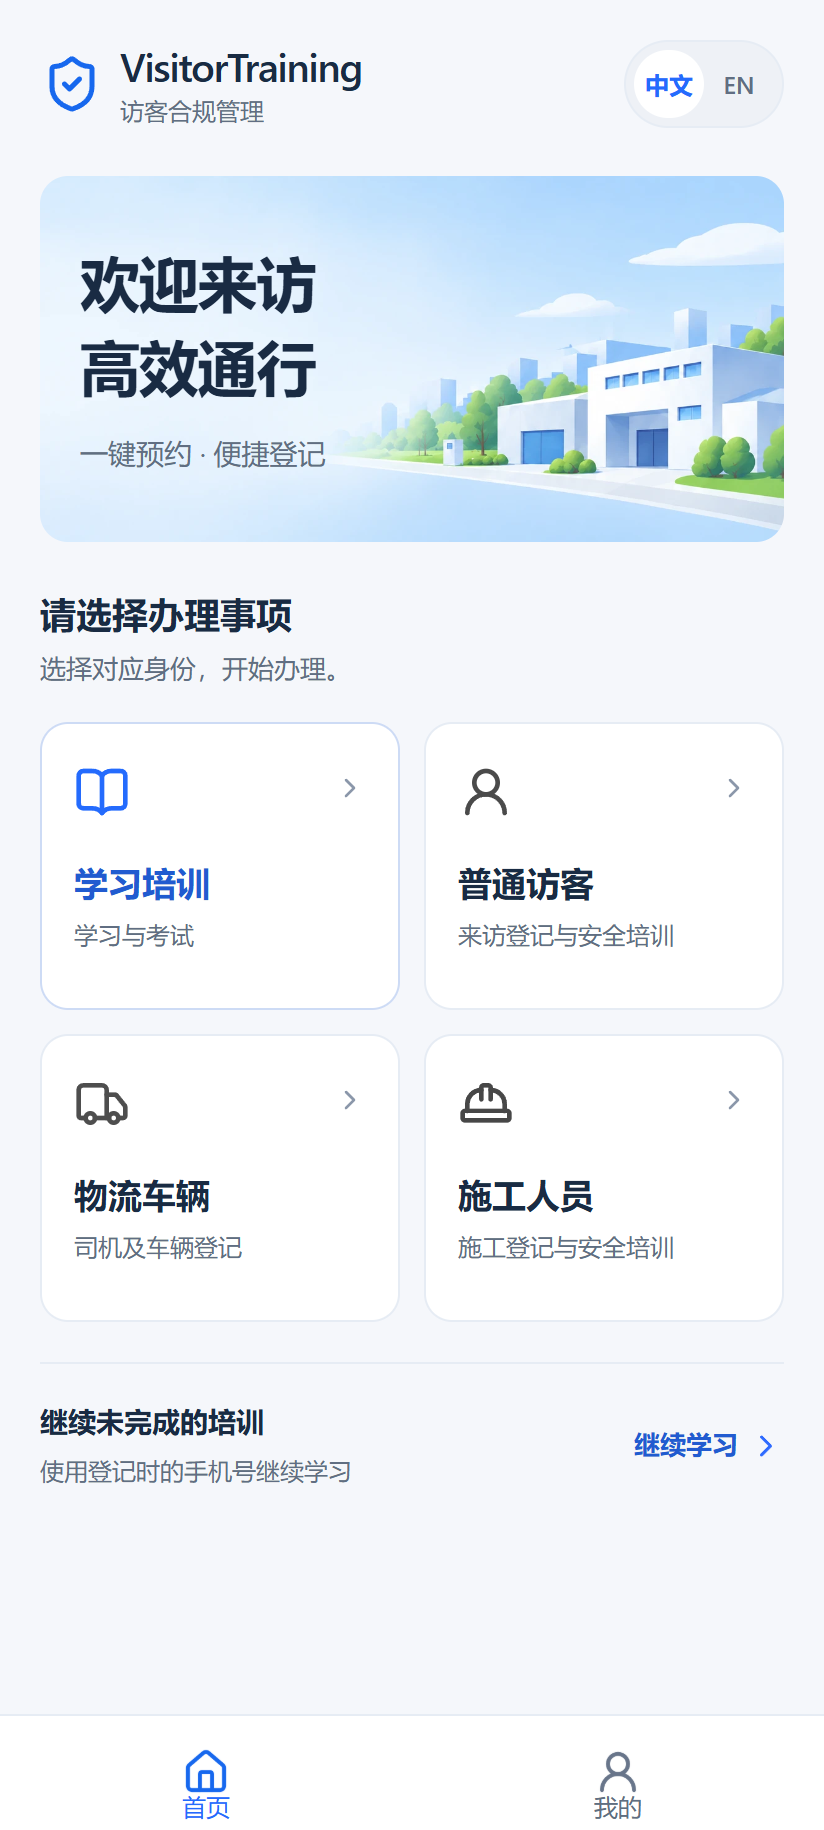 VisitorTraining
访客合规管理
中文 EN
欢迎来访
高效通行
一键预约 · 便捷登记
请选择办理事项
选择对应身份，开始办理。
学习培训
学习与考试
普通访客
来访登记与安全培训
物流车辆
司机及车辆登记
施工人员
施工登记与安全培训
继续未完成的培训
使用登记时的手机号继续学习
继续学习
首页
我的